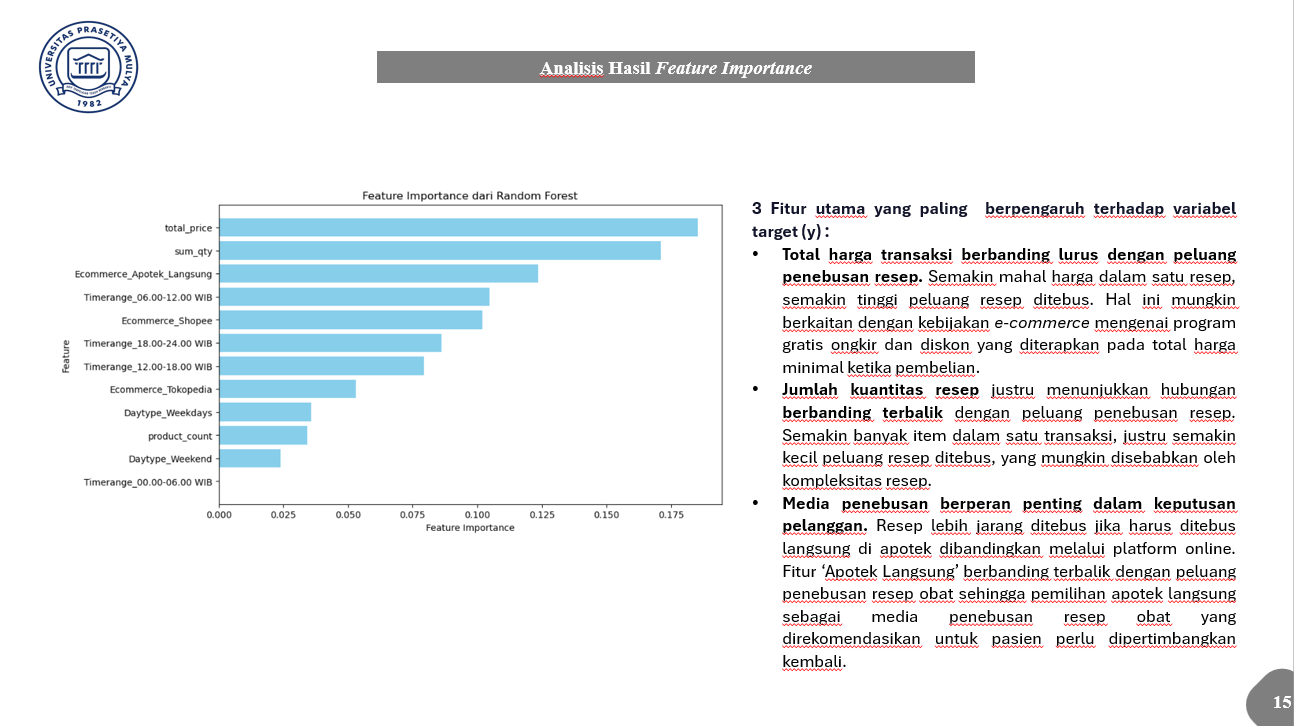 UNIVERSITAS PRASETIYA MULYA
1982
Analisis Hasil Feature Importance
Feature Importance dari Random Forest
Feature
total_price
sum_qty
Ecommerce_Apotek_Langsung
Timerange_06.00-12.00 WIB
Ecommerce_Shopee
Timerange_18.00-24.00 WIB
Timerange_12.00-18.00 WIB
Ecommerce_Tokopedia
Daytype_Weekdays
product_count
Daytype_Weekend
Timerange_00.00-06.00 WIB
0.000 0.025 0.050 0.075 0.100 0.125 0.150 0.175
Feature Importance
3 Fitur utama yang paling berpengaruh terhadap variabel
target (y) :
• Total harga transaksi berbanding lurus dengan peluang
penebusan resep. Semakin mahal harga dalam satu resep,
semakin tinggi peluang resep ditebus. Hal ini mungkin
berkaitan dengan kebijakan e-commerce mengenai program
gratis ongkir dan diskon yang diterapkan pada total harga
minimal ketika pembelian.
• Jumlah kuantitas resep justru menunjukkan hubungan
berbanding terbalik dengan peluang penebusan resep.
Semakin banyak item dalam satu transaksi, justru semakin
kecil peluang resep ditebus, yang mungkin disebabkan oleh
kompleksitas resep.
• Media penebusan berperan penting dalam keputusan
pelanggan. Resep lebih jarang ditebus jika harus ditebus
langsung di apotek dibandingkan melalui platform online.
Fitur ‘Apotek Langsung’ berbanding terbalik dengan peluang
penebusan resep obat sehingga pemilihan apotek langsung
sebagai media penebusan resep obat yang
direkomendasikan untuk pasien perlu dipertimbangkan
kembali.
15